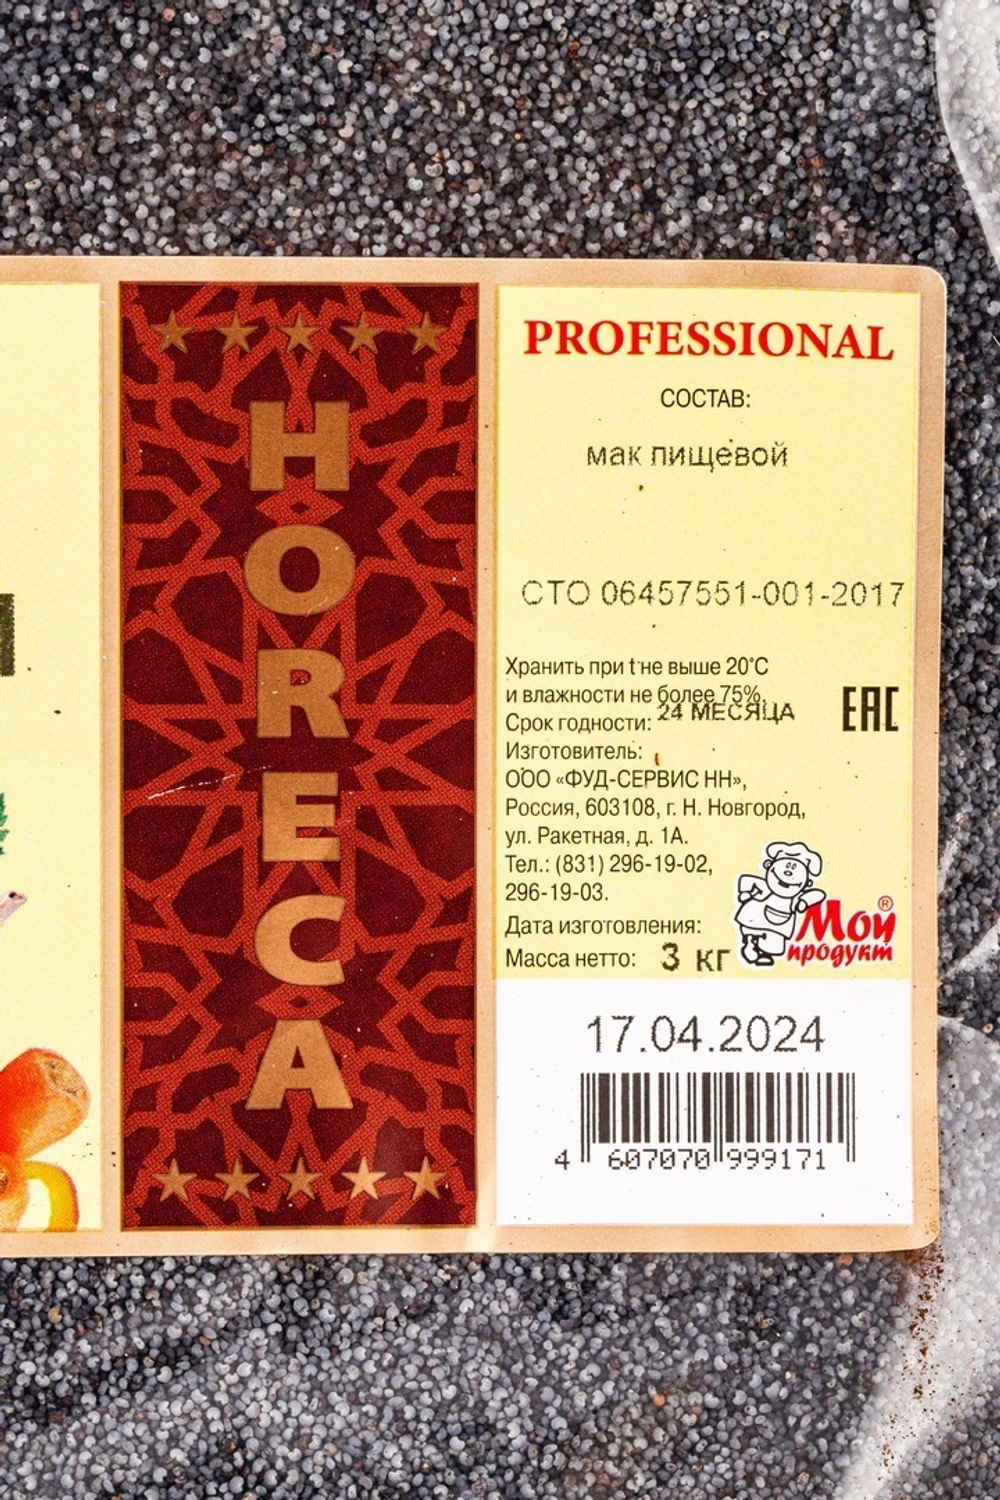 HORECA
PROFESSIONAL
СОСТАВ:
мак пищевой
СТО 06457551-001-2017
Хранить при t не выше 20°С
и влажности не более 75%
Срок годности: 24 МЕСЯЦА
EAC
Изготовитель:
ООО «ФУД-СЕРВИС НН»,
Россия, 603108, г. Н. Новгород,
ул. Ракетная, д. 1А.
Тел.: (831) 296-19-02,
296-19-03.
Дата изготовления:
Масса нетто: 3 кг
Мой ®
продукт
17.04.2024
4 607070 999171